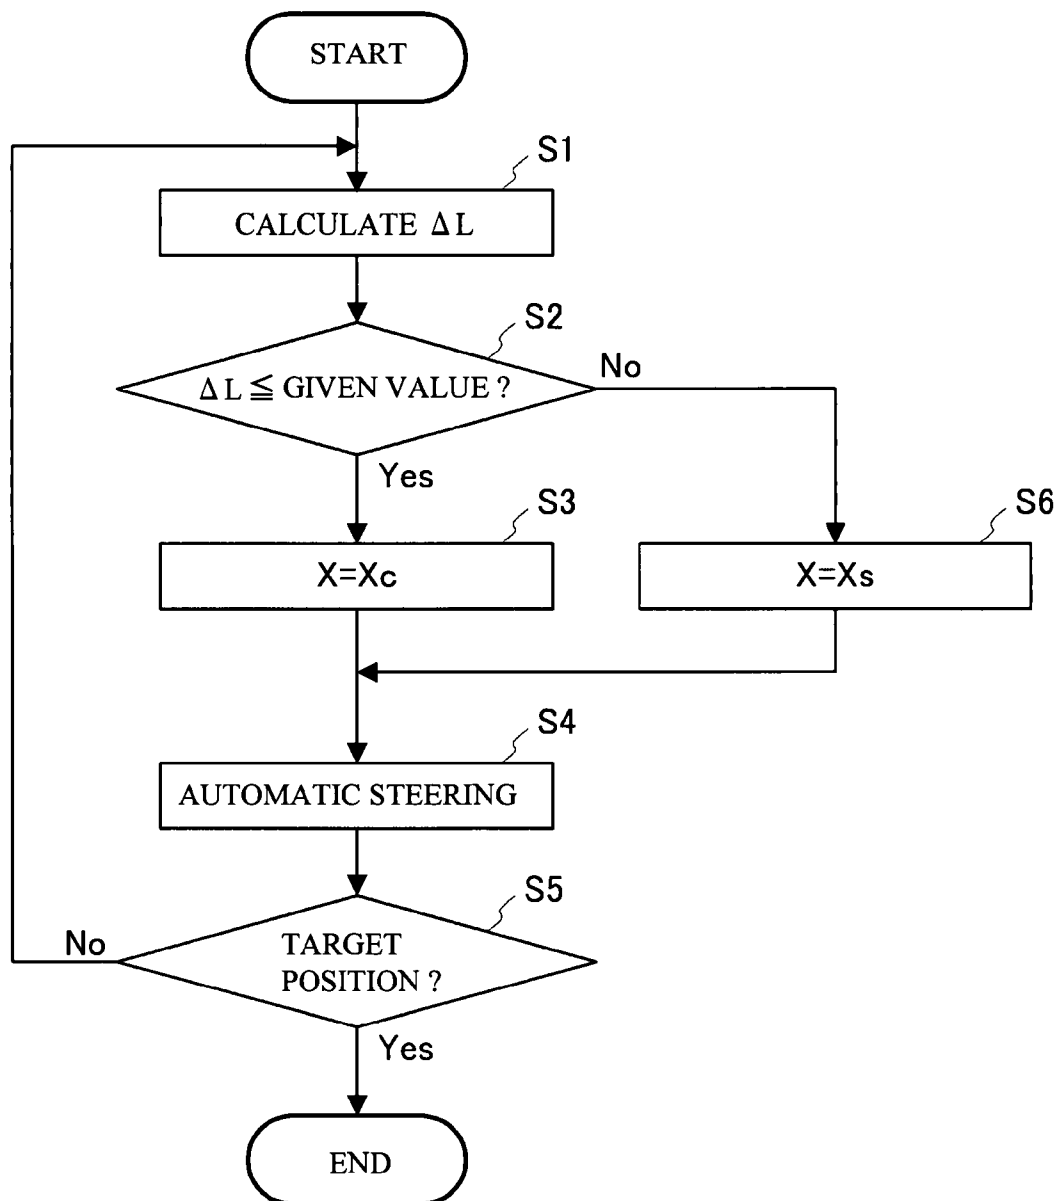 START
S1
CALCULATE ΔL
S2
ΔL ≦ GIVEN VALUE ?
No
Yes
S3
X=Xc
S6
X=Xs
S4
AUTOMATIC STEERING
S5
TARGET
POSITION ?
No
Yes
END